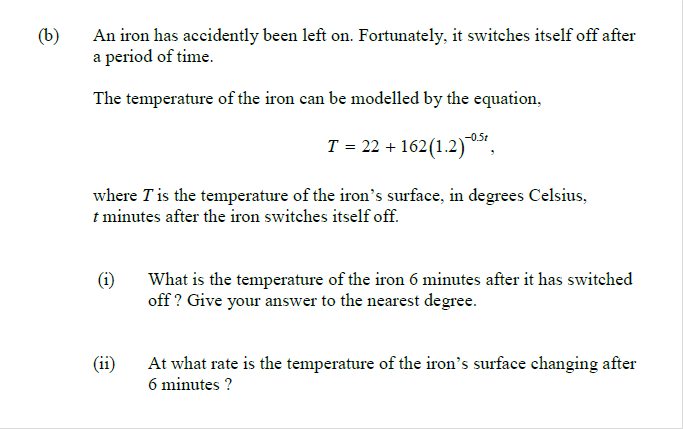 (b) An iron has accidently been left on. Fortunately, it switches itself off after
a period of time.
The temperature of the iron can be modelled by the equation,
T = 22 + 162(1.2)^{-0.5t},
where T is the temperature of the iron's surface, in degrees Celsius,
t minutes after the iron switches itself off.
(i) What is the temperature of the iron 6 minutes after it has switched
off ? Give your answer to the nearest degree.
(ii) At what rate is the temperature of the iron's surface changing after
6 minutes ?